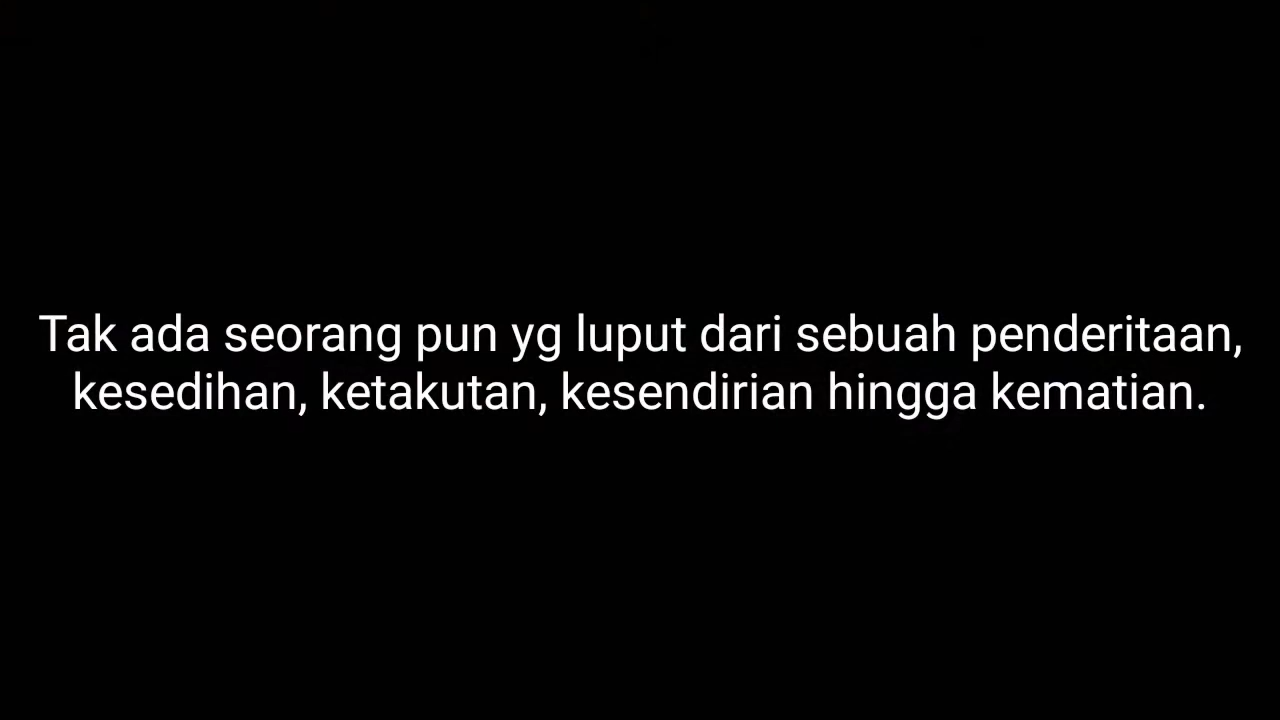 Tak ada seorang pun yg luput dari sebuah penderitaan,
kesedihan, ketakutan, kesendirian hingga kematian.